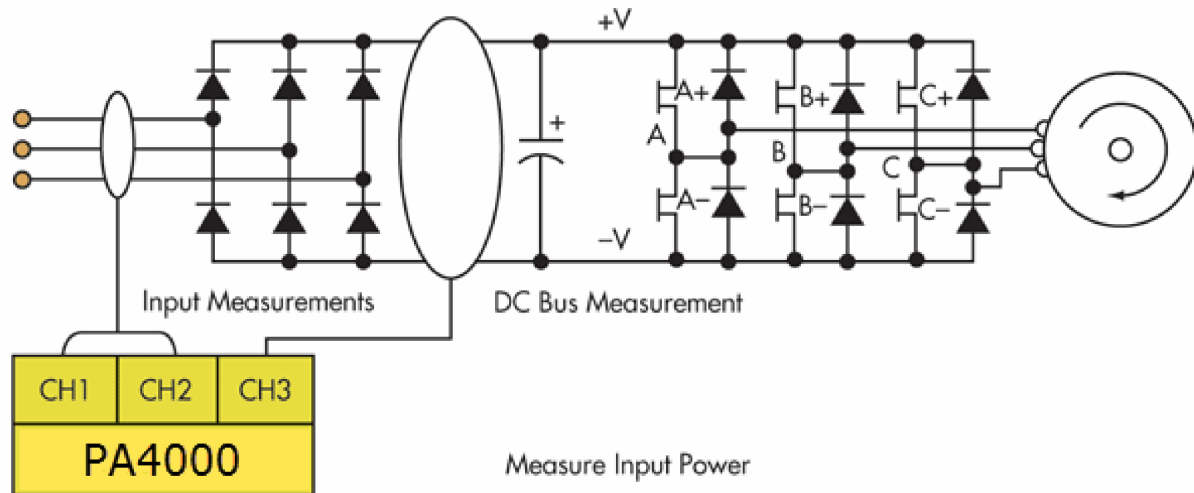 +V
+
A+
B+
C+
A
B
C
A–
B–
C–
–V
Input Measurements
DC Bus Measurement
CH1
CH2
CH3
PA4000
Measure Input Power